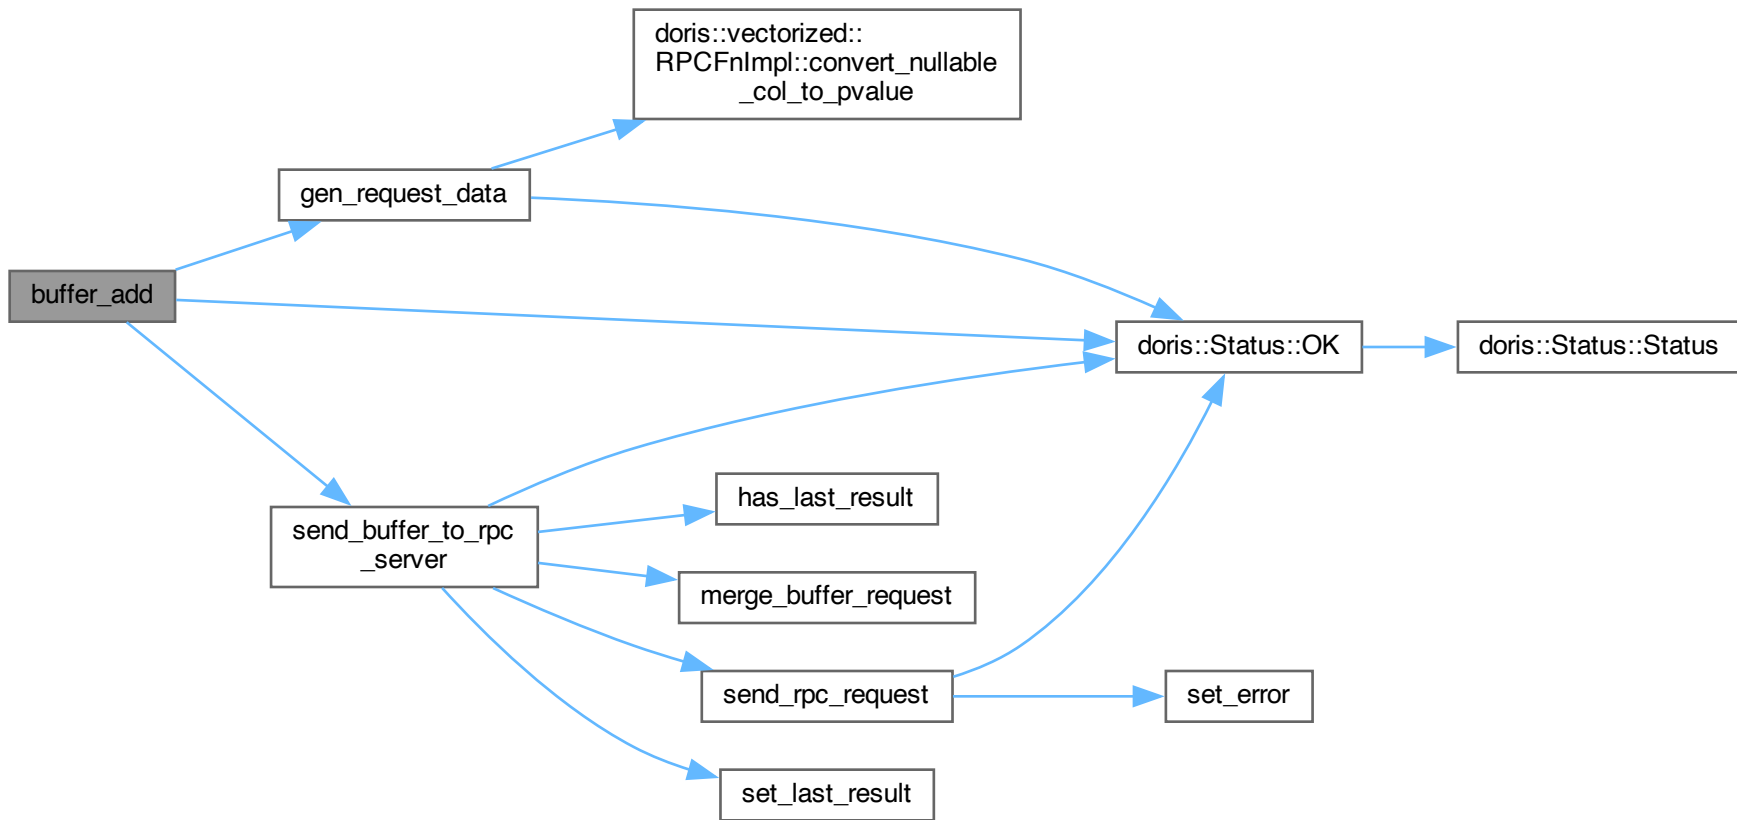 doris::vectorized::
RPCFnImpl::convert_nullable
_col_to_pvalue
gen_request_data
buffer_add
doris::Status::OK
doris::Status::Status
has_last_result
send_buffer_to_rpc
_server
merge_buffer_request
send_rpc_request
set_error
set_last_result